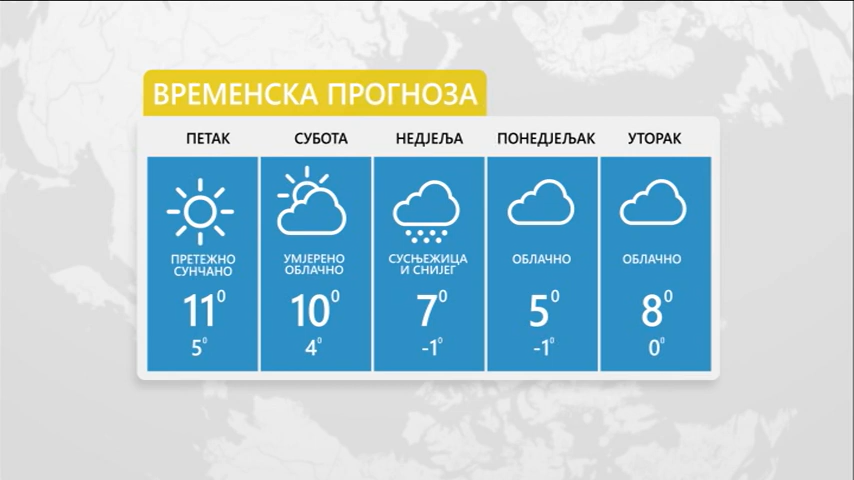 ВРЕМЕНСКА ПРОГНОЗА
ПЕТАК
СУБОТА
НЕДЈЕЉА
ПОНЕДЈЕЉАК
УТОРАК
ПРЕТЕЖНО
СУНЧАНО
11⁰
5⁰
УМЈЕРЕНО
ОБЛАЧНО
10⁰
4⁰
СУСЊЕЖИЦА
И СНИЈЕГ
7⁰
-1⁰
ОБЛАЧНО
5⁰
-1⁰
ОБЛАЧНО
8⁰
0⁰